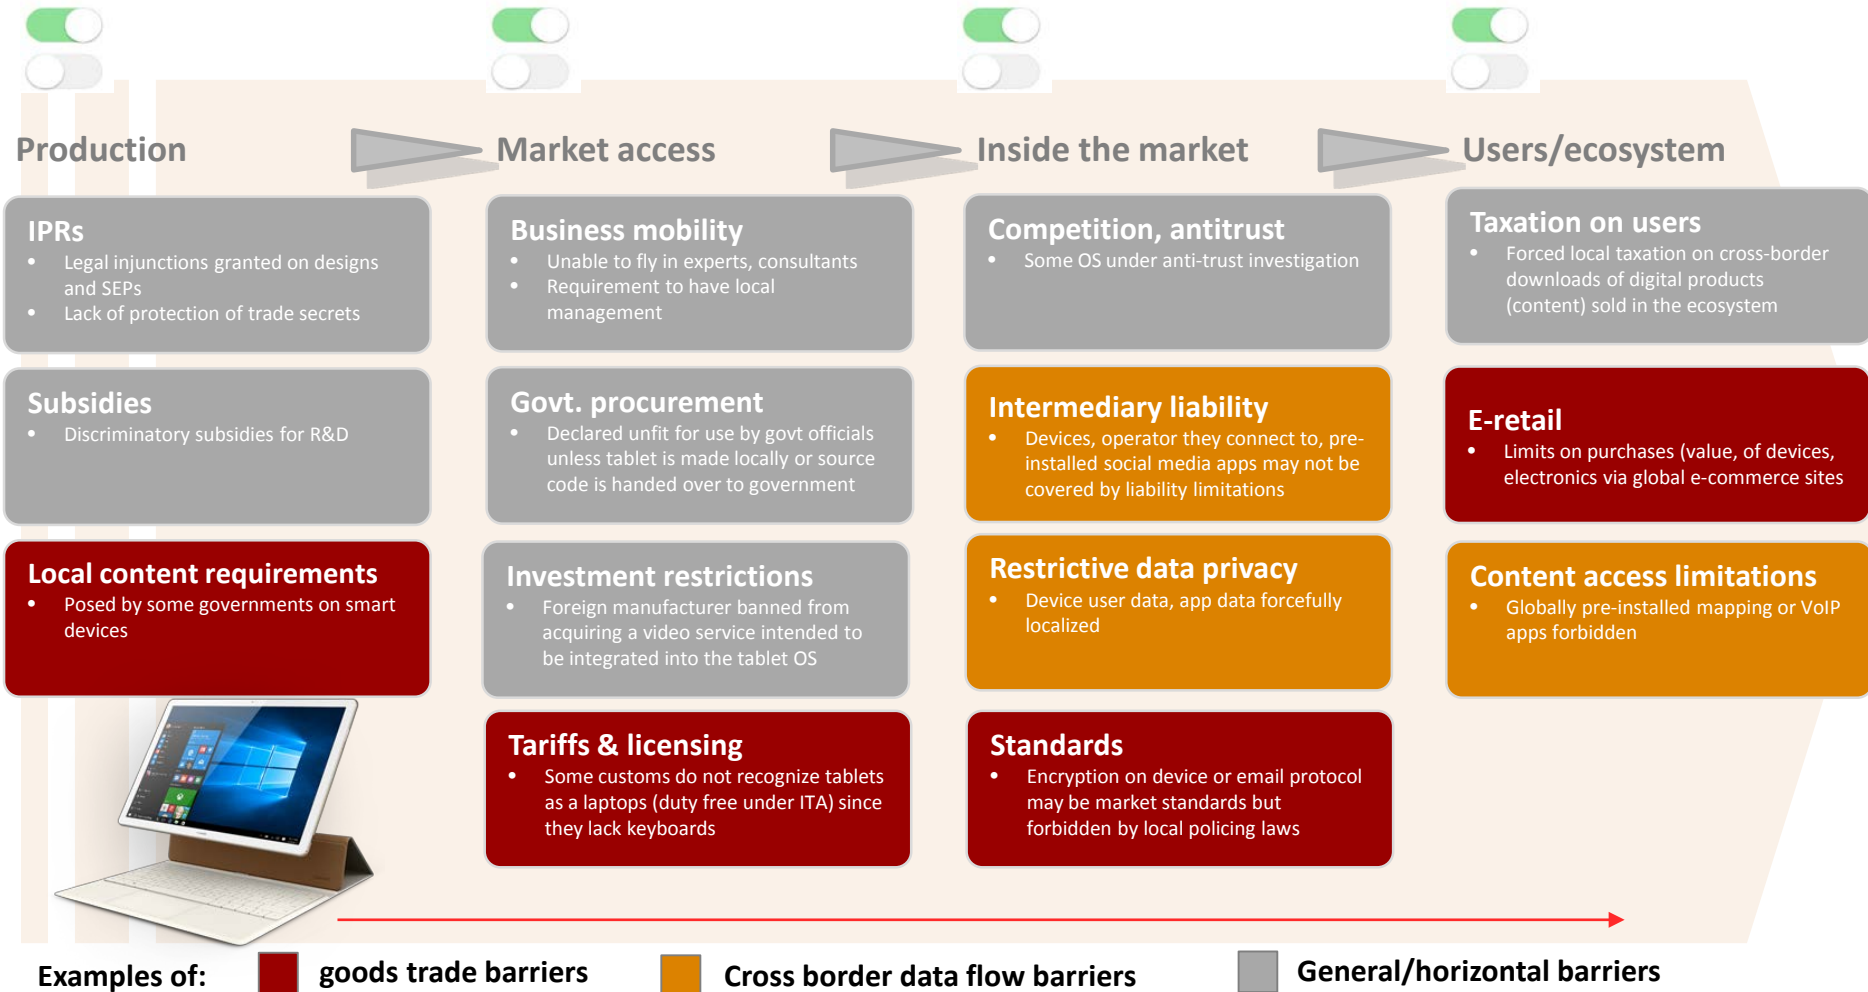 Production
Market access
Inside the market
Users/ecosystem
IPRs
• Legal injunctions granted on designs
and SEPs
• Lack of protection of trade secrets
Subsidies
• Discriminatory subsidies for R&D
Local content requirements
• Posed by some governments on smart
devices
Business mobility
• Unable to fly in experts, consultants
• Requirement to have local
management
Govt. procurement
• Declared unfit for use by govt officials
unless tablet is made locally or source
code is handed over to government
Investment restrictions
• Foreign manufacturer banned from
acquiring a video service intended to
be integrated into the tablet OS
Tariffs & licensing
• Some customs do not recognize tablets
as a laptops (duty free under ITA) since
they lack keyboards
Competition, antitrust
• Some OS under anti-trust investigation
Intermediary liability
• Devices, operator they connect to, pre-
installed social media apps may not be
covered by liability limitations
Restrictive data privacy
• Device user data, app data forcefully
localized
Standards
• Encryption on device or email protocol
may be market standards but
forbidden by local policing laws
Taxation on users
• Forced local taxation on cross-border
downloads of digital products
(content) sold in the ecosystem
E-retail
• Limits on purchases (value, of devices,
electronics via global e-commerce sites
Content access limitations
• Globally pre-installed mapping or VoIP
apps forbidden
Examples of:
goods trade barriers
Cross border data flow barriers
General/horizontal barriers